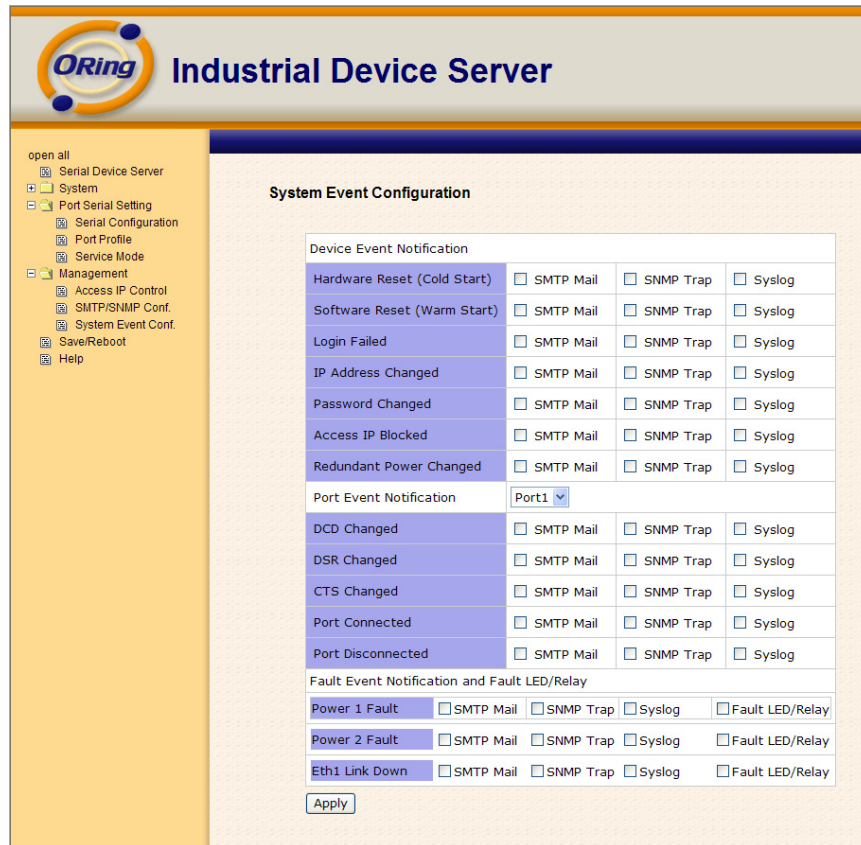 ORing
Industrial Device Server
open all
Serial Device Server
System
Port Serial Setting
Serial Configuration
Port Profile
Service Mode
Management
Access IP Control
SMTP/SNMP Conf.
System Event Conf.
Save/Reboot
Help
System Event Configuration
Device Event Notification
Hardware Reset (Cold Start) SMTP Mail SNMP Trap Syslog
Software Reset (Warm Start) SMTP Mail SNMP Trap Syslog
Login Failed SMTP Mail SNMP Trap Syslog
IP Address Changed SMTP Mail SNMP Trap Syslog
Password Changed SMTP Mail SNMP Trap Syslog
Access IP Blocked SMTP Mail SNMP Trap Syslog
Redundant Power Changed SMTP Mail SNMP Trap Syslog
Port Event Notification Port1
DCD Changed SMTP Mail SNMP Trap Syslog
DSR Changed SMTP Mail SNMP Trap Syslog
CTS Changed SMTP Mail SNMP Trap Syslog
Port Connected SMTP Mail SNMP Trap Syslog
Port Disconnected SMTP Mail SNMP Trap Syslog
Fault Event Notification and Fault LED/Relay
Power 1 Fault SMTP Mail SNMP Trap Syslog Fault LED/Relay
Power 2 Fault SMTP Mail SNMP Trap Syslog Fault LED/Relay
Eth1 Link Down SMTP Mail SNMP Trap Syslog Fault LED/Relay
Apply